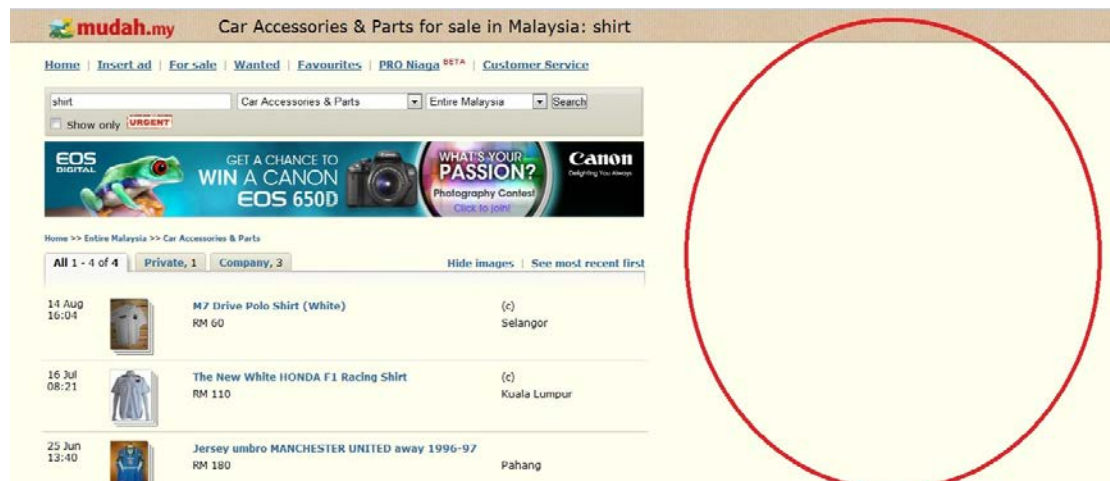 mudah.my Car Accessories & Parts for sale in Malaysia: shirt
Home | Insert ad | For sale | Wanted | Favourites | PRO Niaga BETA | Customer Service
shirt Car Accessories & Parts Entire Malaysia Search
Show only URGENT
EOS DIGITAL
GET A CHANCE TO
WIN A CANON
EOS 650D
WHAT'S YOUR
PASSION?
Photography Contest
Click to join!
Canon
Delighting You Always
Home >> Entire Malaysia >> Car Accessories & Parts
All 1 - 4 of 4 Private, 1 Company, 3 Hide images | See most recent first
14 Aug M7 Drive Polo Shirt (White) (c)
16:04 RM 60 Selangor
16 Jul The New White HONDA F1 Racing Shirt (c)
08:21 RM 110 Kuala Lumpur
25 Jun Jersey umbro MANCHESTER UNITED away 1996-97
13:40 RM 180 Pahang